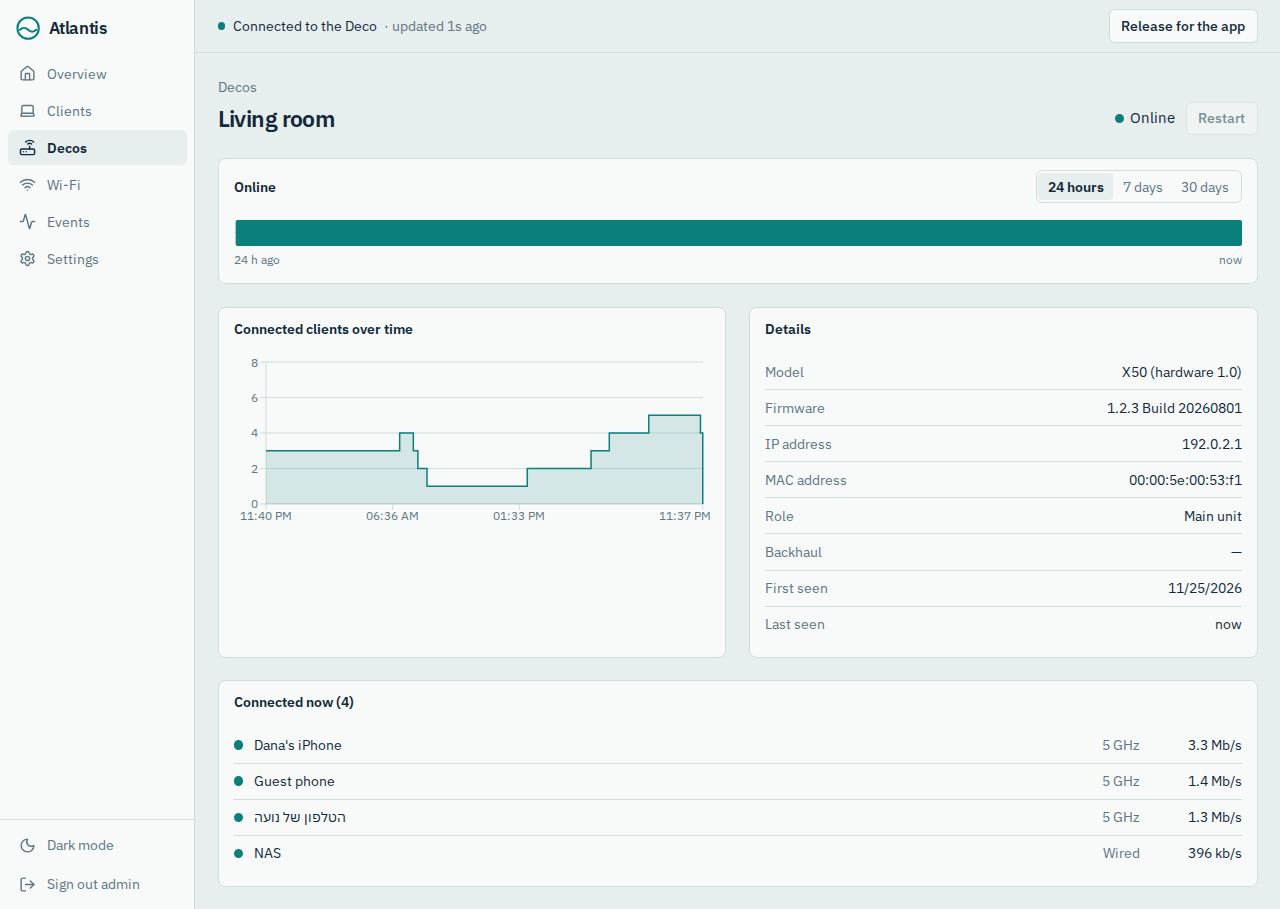 Atlantis
Overview
Clients
Decos
Wi-Fi
Events
Settings
Dark mode
Sign out admin
Connected to the Deco · updated 1s ago
Release for the app
Decos
Living room
Online
Restart
Online
24 hours 7 days 30 days
24 h ago
now
Connected clients over time
8
6
4
2
0
11:40 PM 06:36 AM 01:33 PM 11:37 PM
Details
Model X50 (hardware 1.0)
Firmware 1.2.3 Build 20260801
IP address 192.0.2.1
MAC address 00:00:5e:00:53:f1
Role Main unit
Backhaul —
First seen 11/25/2026
Last seen now
Connected now (4)
Dana's iPhone 5 GHz 3.3 Mb/s
Guest phone 5 GHz 1.4 Mb/s
הטלפון של נועה 5 GHz 1.3 Mb/s
NAS Wired 396 kb/s